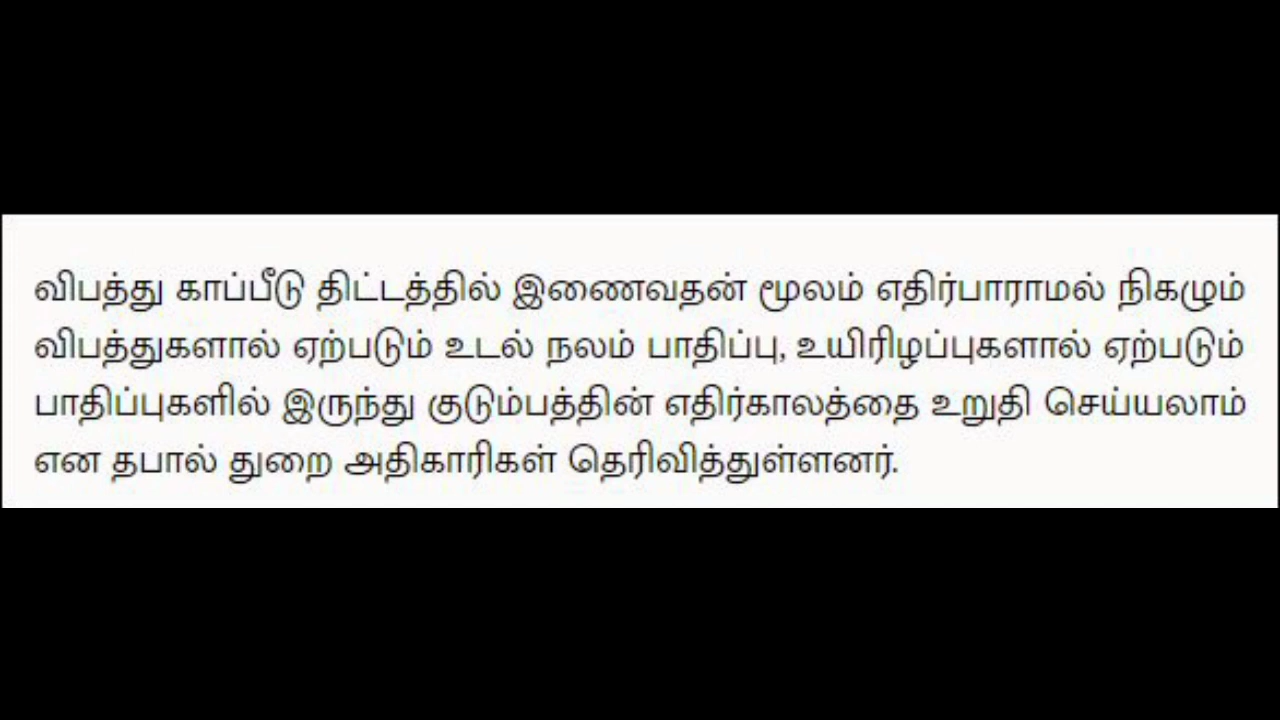 விபத்து காப்பீடு திட்டத்தில் இணைவதன் மூலம் எதிர்பாராமல் நிகழும்
விபத்துகளால் ஏற்படும் உடல் நலம் பாதிப்பு, உயிரிழப்புகளால் ஏற்படும்
பாதிப்புகளில் இருந்து குடும்பத்தின் எதிர்காலத்தை உறுதி செய்யலாம்
என தபால் துறை அதிகாரிகள் தெரிவித்துள்ளனர்.